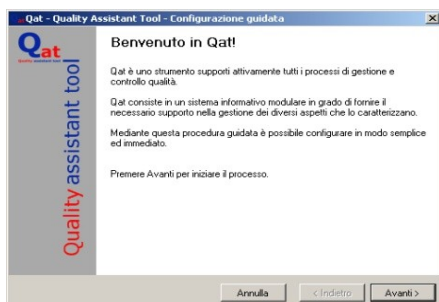 Qat - Quality Assistant Tool - Configurazione guidata
Qat
Quality assistant tool
Benvenuto in Qat!
Qat è uno strumento supporti attivamente tutti i processi di gestione e
controllo qualità.
Qat consiste in un sistema informativo modulare in grado di fornire il
necessario supporto nella gestione dei diversi aspetti che lo caratterizzano.
Mediante questa procedura guidata è possibile configurare in modo semplice
ed immediato.
Premere Avanti per iniziare il processo.
Annulla
< Indietro
Avanti >